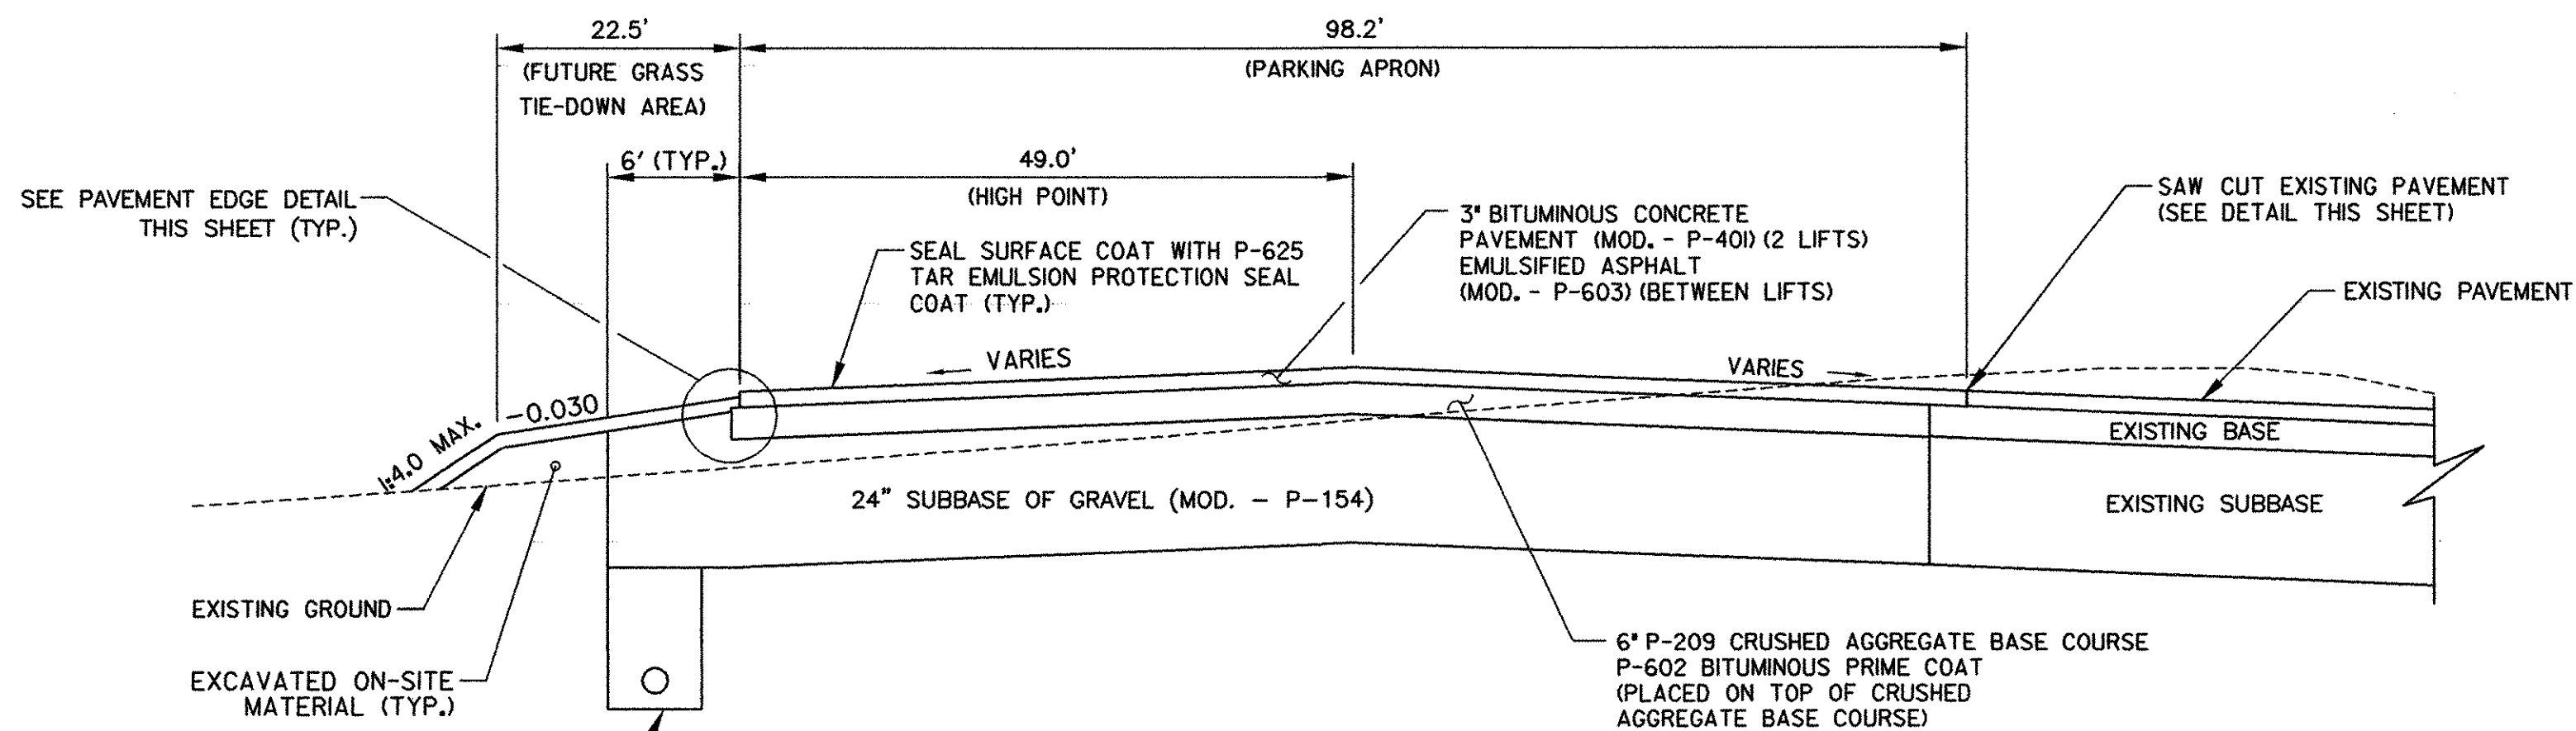 22.5'
98.2'
(FUTURE GRASS
TIE-DOWN AREA)
(PARKING APRON)
6' (TYP.)
49.0'
(HIGH POINT)
SEE PAVEMENT EDGE DETAIL
THIS SHEET (TYP.)
SEAL SURFACE COAT WITH P-625
TAR EMULSION PROTECTION SEAL
COAT (TYP.)
3" BITUMINOUS CONCRETE
PAVEMENT (MOD. - P-401) (2 LIFTS)
EMULSIFIED ASPHALT
(MOD. - P-603) (BETWEEN LIFTS)
SAW CUT EXISTING PAVEMENT
(SEE DETAIL THIS SHEET)
EXISTING PAVEMENT
VARIES
VARIES
1:4.0 MAX.
-0.030
EXISTING BASE
24" SUBBASE OF GRAVEL (MOD. - P-154)
EXISTING SUBBASE
EXISTING GROUND
EXCAVATED ON-SITE
MATERIAL (TYP.)
6" P-209 CRUSHED AGGREGATE BASE COURSE
P-602 BITUMINOUS PRIME COAT
(PLACED ON TOP OF CRUSHED
AGGREGATE BASE COURSE)